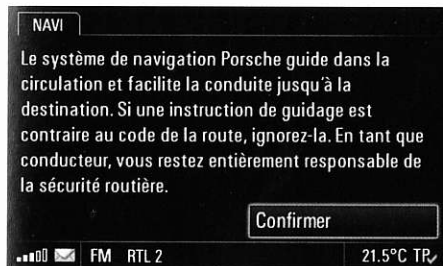 NAVI
Le système de navigation Porsche guide dans la
circulation et facilite la conduite jusqu'à la
destination. Si une instruction de guidage est
contraire au code de la route, ignorez-la. En tant que
conducteur, vous restez entièrement responsable de
la sécurité routière.
Confirmer
FM RTL 2 21.5°C TP